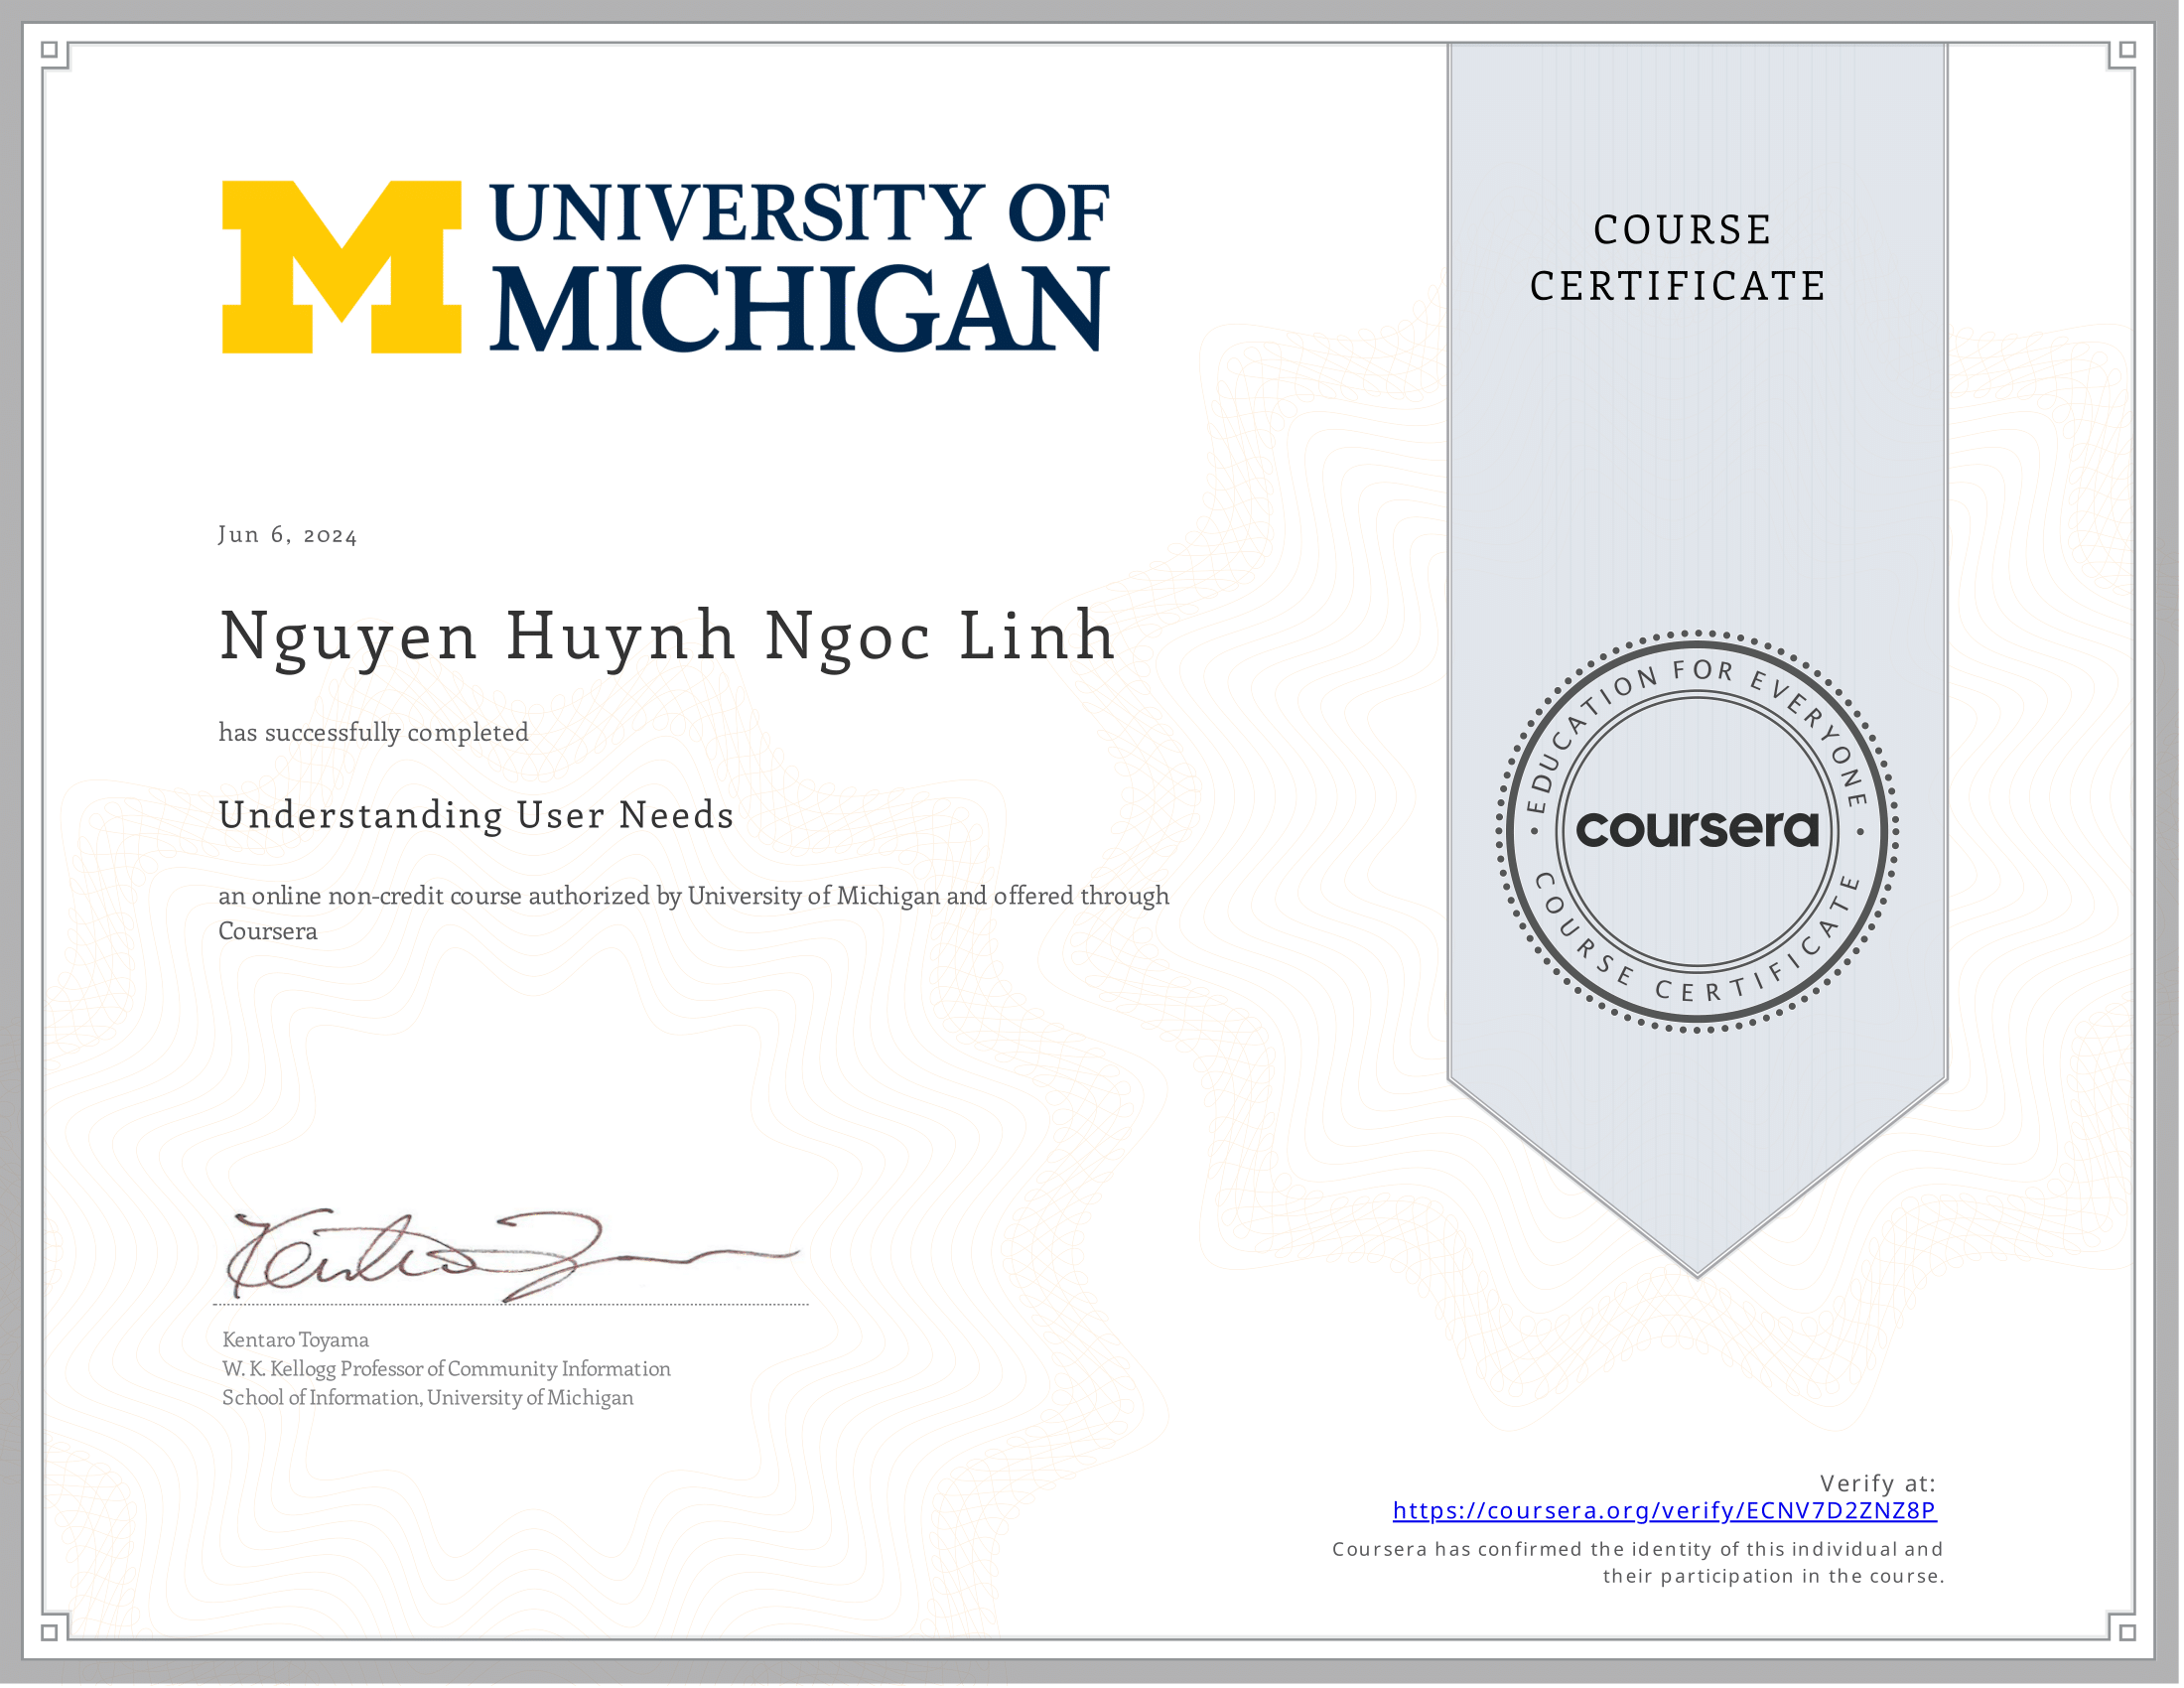 UNIVERSITY OF
MICHIGAN
COURSE
CERTIFICATE
Jun 6, 2024
Nguyen Huynh Ngoc Linh
has successfully completed
Understanding User Needs
an online non-credit course authorized by University of Michigan and offered through
Coursera
EDUCATION FOR EVERYONE
coursera
COURSE CERTIFICATE
Kentaro Toyama
W. K. Kellogg Professor of Community Information
School of Information, University of Michigan
Verify at:
https://coursera.org/verify/ECNV7D2ZNZ8P
Coursera has confirmed the identity of this individual and
their participation in the course.